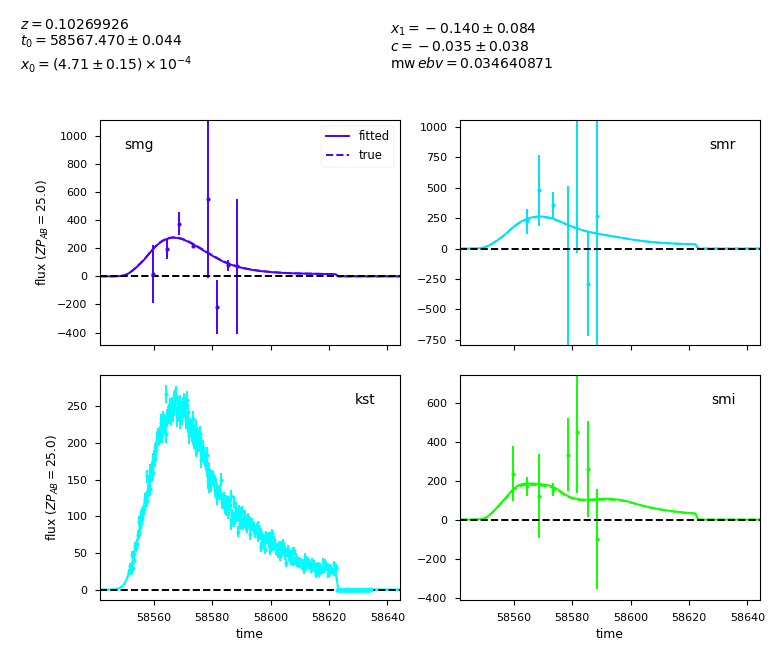 z = 0.10269926
t₀ = 58567.470 ± 0.044
x₀ = (4.71 ± 0.15) × 10⁻⁴
x₁ = −0.140 ± 0.084
c = −0.035 ± 0.038
mw ebv = 0.034640871
smg
fitted
true
1000
800
600
400
200
0
−200
−400
flux (ZP_AB = 25.0)
smr
1000
750
500
250
0
−250
−500
−750
kst
250
200
150
100
50
0
flux (ZP_AB = 25.0)
58560 58580 58600 58620 58640
time
smi
600
400
200
0
−200
−400
58560 58580 58600 58620 58640
time